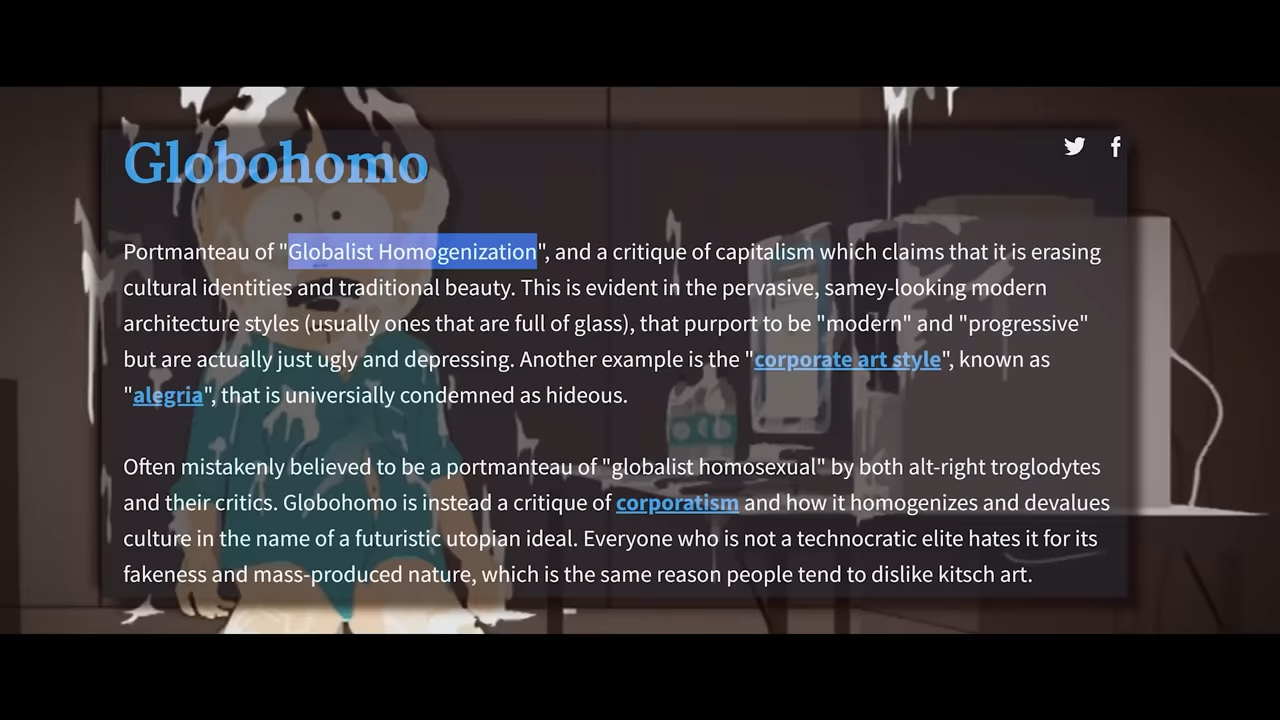 Globohomo
Portmanteau of "Globalist Homogenization", and a critique of capitalism which claims that it is erasing
cultural identities and traditional beauty. This is evident in the pervasive, samey-looking modern
architecture styles (usually ones that are full of glass), that purport to be "modern" and "progressive"
but are actually just ugly and depressing. Another example is the "corporate art style", known as
"alegria", that is universially condemned as hideous.
Often mistakenly believed to be a portmanteau of "globalist homosexual" by both alt-right troglodytes
and their critics. Globohomo is instead a critique of corporatism and how it homogenizes and devalues
culture in the name of a futuristic utopian ideal. Everyone who is not a technocratic elite hates it for its
fakeness and mass-produced nature, which is the same reason people tend to dislike kitsch art.